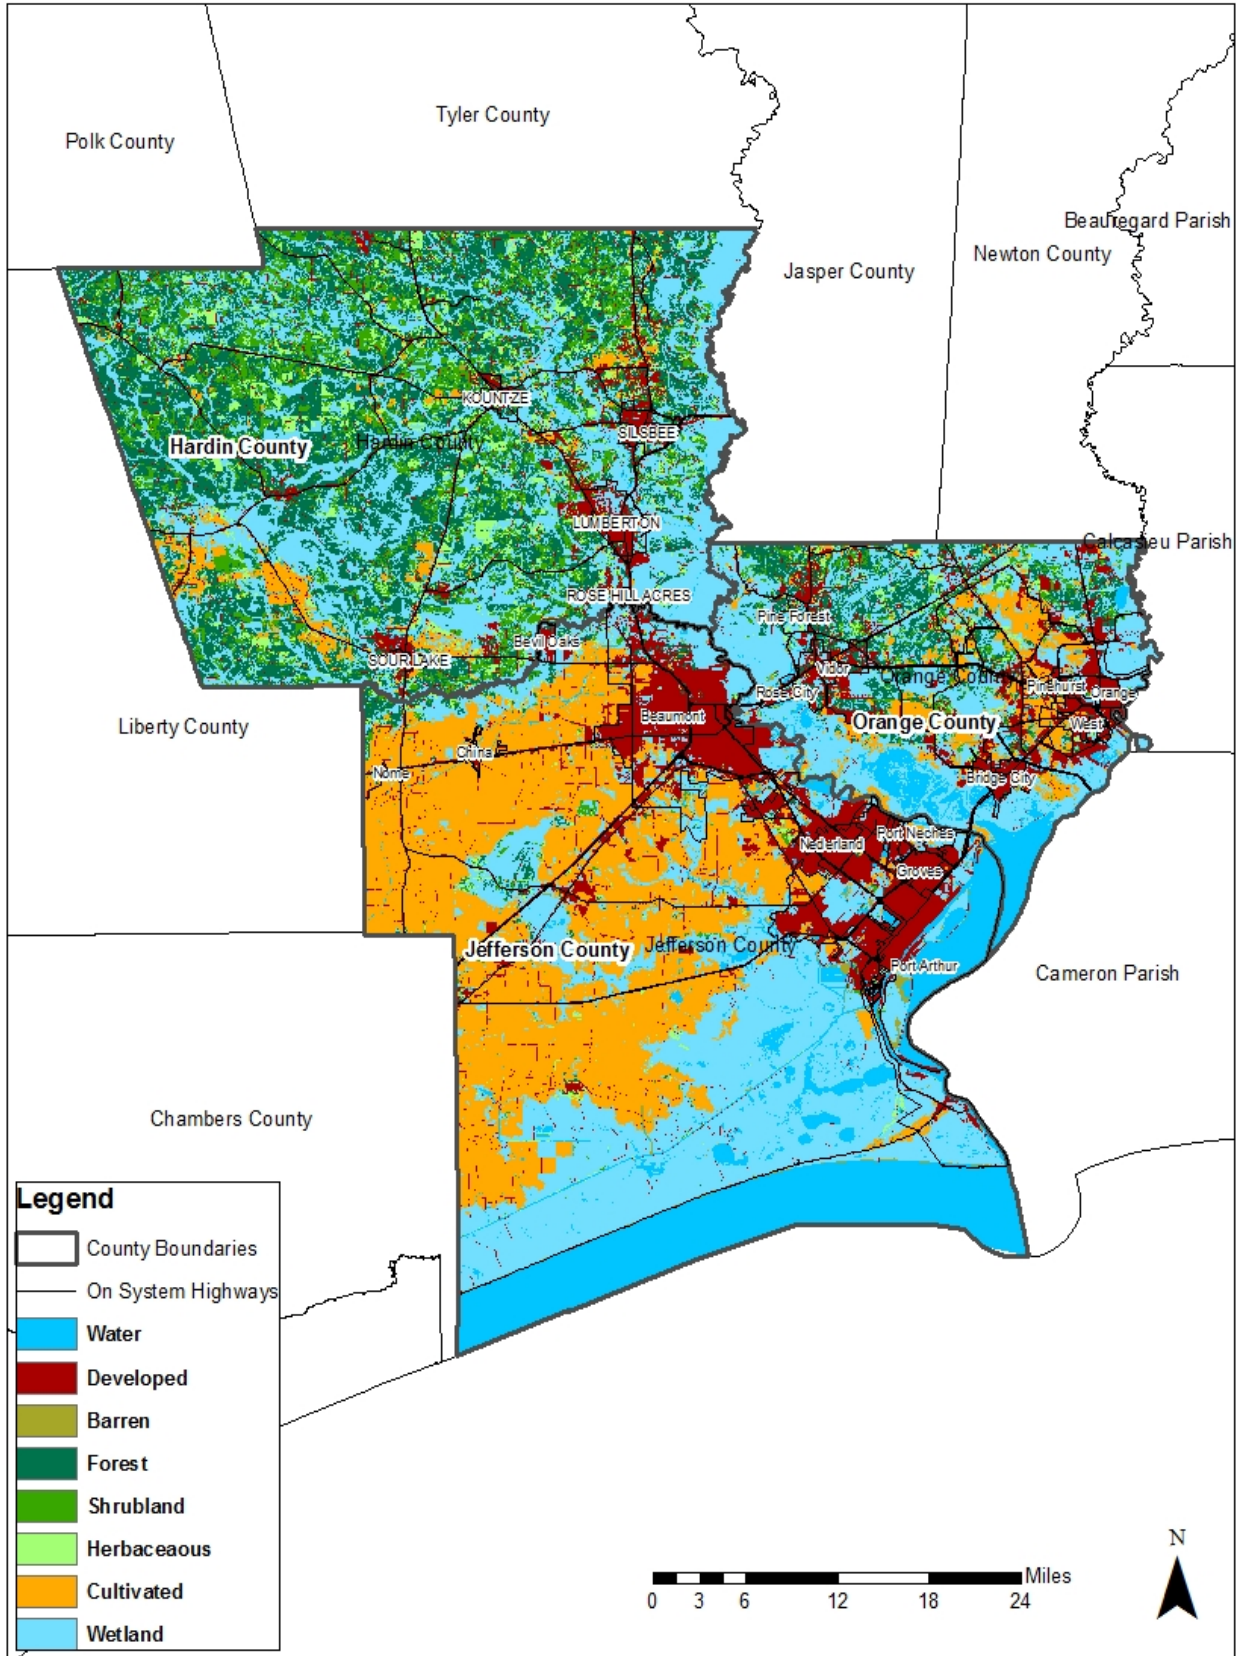 Tyler County
Polk County
Beauregard Parish
Newton County
Jasper County
KOUNTZE
SILSBEE
Hardin County
Hardin County
LUMBERTON
Calcasieu Parish
ROSE HILL ACRES
Pine Forest
Bevil Oaks
SOUR LAKE
Vidor
Orange County
Rose City
Pinehurst
Orange
Beaumont
Orange County
West
Liberty County
China
Nome
Bridge City
Port Neches
Nederland
Groves
Jefferson County
Jefferson County
Port Arthur
Cameron Parish
Chambers County
Legend
County Boundaries
On System Highways
Water
Developed
Barren
Forest
Shrubland
Herbaceaous
Cultivated
Wetland
N
Miles
0 3 6 12 18 24